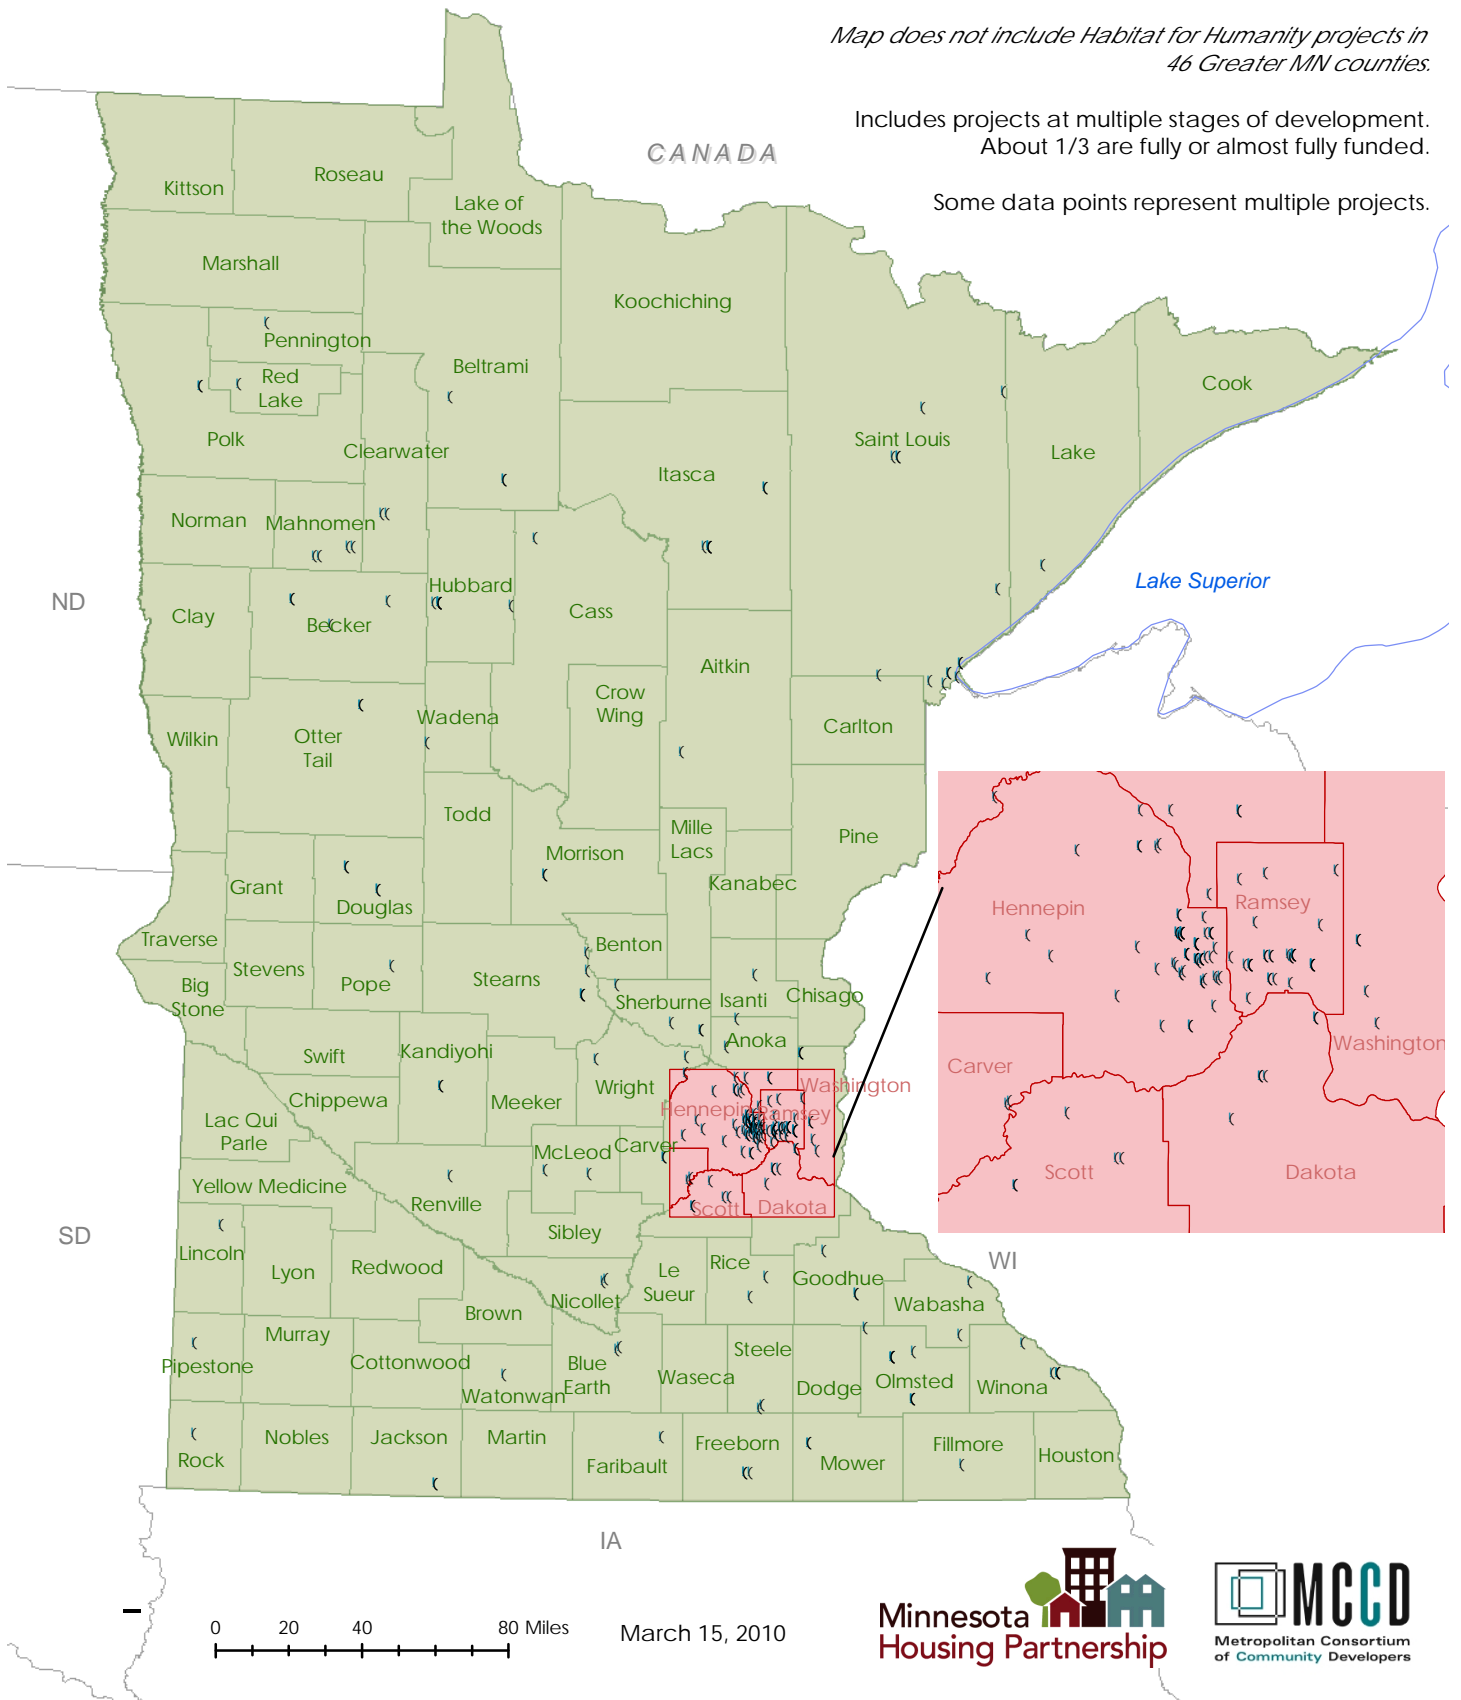 Map does not include Habitat for Humanity projects in
46 Greater MN counties.
Includes projects at multiple stages of development.
About 1/3 are fully or almost fully funded.
Some data points represent multiple projects.
CANADA
Kittson
Roseau
Lake of
the Woods
Marshall
Koochiching
Pennington
Beltrami
Red
Lake
Cook
Polk
Clearwater
Saint Louis
Lake
Itasca
Norman
Mahnomen
Lake Superior
Hubbard
ND
Clay
Becker
Cass
Aitkin
Crow
Wing
Wadena
Carlton
Wilkin
Otter
Tail
Todd
Mille
Lacs
Pine
Morrison
Kanabec
Grant
Douglas
Hennepin
Ramsey
Traverse
Benton
Stevens
Pope
Stearns
Big
Stone
Sherburne
Isanti
Chisago
Anoka
Washington
Swift
Kandiyohi
Carver
Wright
Washington
Chippewa
Meeker
Hennepin
Ramsey
Lac Qui
Parle
McLeod
Carver
Scott
Dakota
Yellow Medicine
Renville
Scott
Dakota
Sibley
SD
WI
Lincoln
Lyon
Redwood
Le
Sueur
Rice
Goodhue
Nicollet
Brown
Wabasha
Murray
Pipestone
Cottonwood
Watonwan
Blue
Earth
Waseca
Steele
Dodge
Olmsted
Winona
Rock
Nobles
Jackson
Martin
Faribault
Freeborn
Mower
Fillmore
Houston
IA
0 20 40 80 Miles
March 15, 2010
Minnesota
Housing Partnership
MCCD
Metropolitan Consortium
of Community Developers